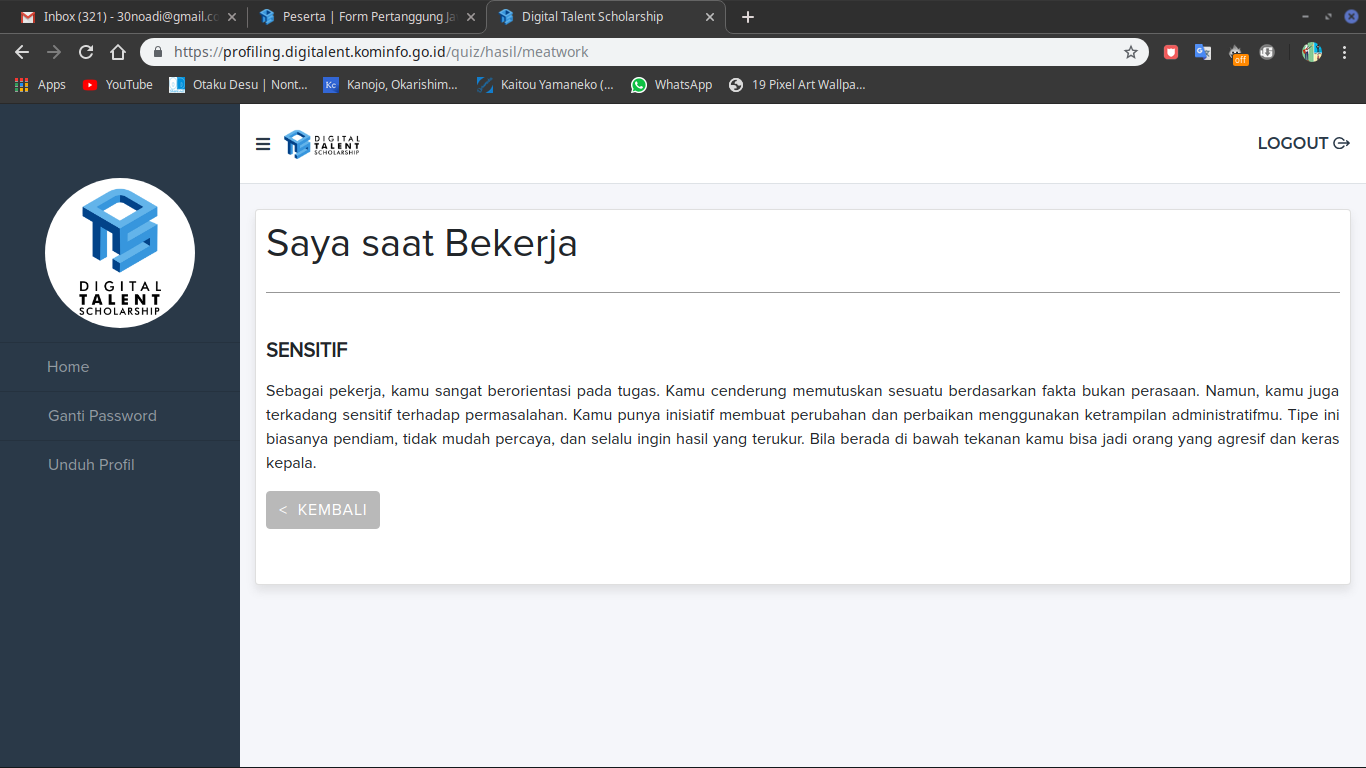 Inbox (321) - 30noadi@gmail.co
Peserta | Form Pertanggung Ja
Digital Talent Scholarship
https://profiling.digitalent.kominfo.go.id/quiz/hasil/meatwork
off
Apps
YouTube
Otaku Desu | Nont...
Kc
Kanojo, Okarishim...
Kaitou Yamaneko (...
WhatsApp
19 Pixel Art Wallpa...
DIGITAL
TALENT
SCHOLARSHIP
LOGOUT
DIGITAL
TALENT
SCHOLARSHIP
Home
Ganti Password
Unduh Profil
Saya saat Bekerja
SENSITIF
Sebagai pekerja, kamu sangat berorientasi pada tugas. Kamu cenderung memutuskan sesuatu berdasarkan fakta bukan perasaan. Namun, kamu juga
terkadang sensitif terhadap permasalahan. Kamu punya inisiatif membuat perubahan dan perbaikan menggunakan ketrampilan administratifmu. Tipe ini
biasanya pendiam, tidak mudah percaya, dan selalu ingin hasil yang terukur. Bila berada di bawah tekanan kamu bisa jadi orang yang agresif dan keras
kepala.
< KEMBALI